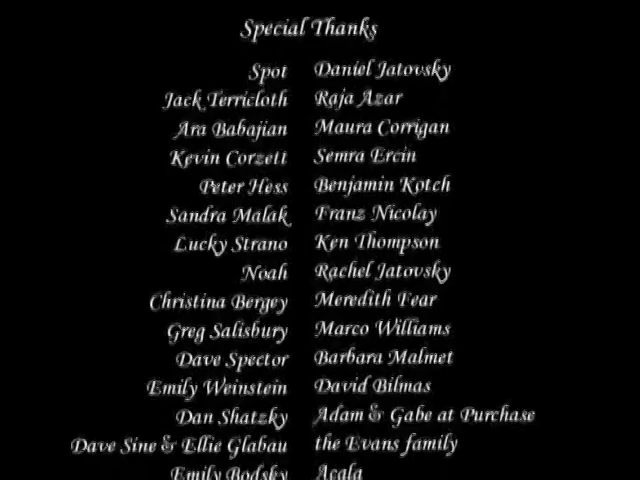 Special Thanks
Spot Daniel Jatovsky
Jack Terricloth Raja Azar
Ara Babajian Maura Corrigan
Kevin Corzett Semra Ercin
Peter Hess Benjamin Kotch
Sandra Malak Franz Nicolay
Lucky Strano Ken Thompson
Noah Rachel Jatovsky
Christina Bergey Meredith Fear
Greg Salisbury Marco Williams
Dave Spector Barbara Malmet
Emily Weinstein David Bilmas
Dan Shatzky Adam & Gabe at Purchase
Dave Sine & Ellie Glabau the Evans family
Emily Bodsky Acala